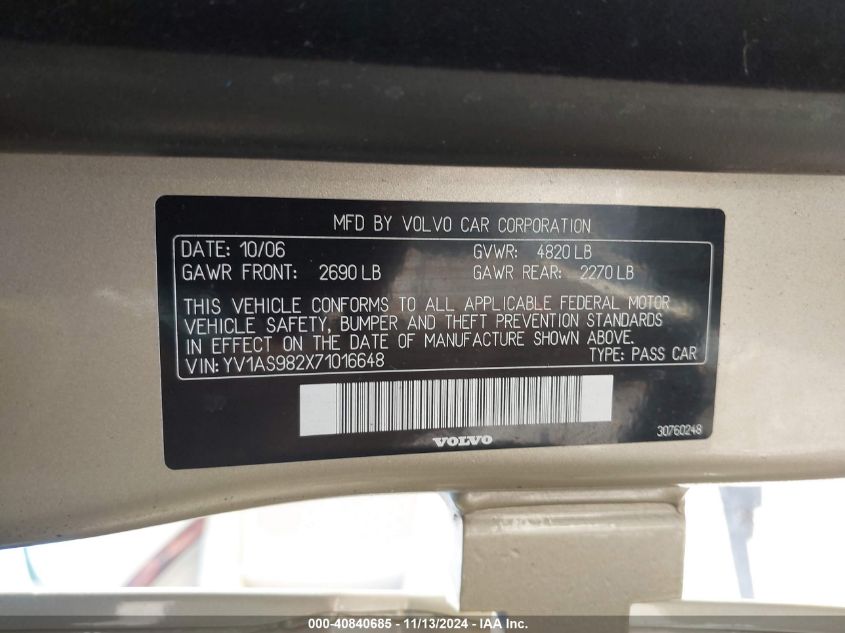 MFD BY VOLVO CAR CORPORATION
DATE: 10/06 GVWR: 4820 LB
GAWR FRONT: 2690 LB GAWR REAR: 2270 LB
THIS VEHICLE CONFORMS TO ALL APPLICABLE FEDERAL MOTOR
VEHICLE SAFETY, BUMPER AND THEFT PREVENTION STANDARDS
IN EFFECT ON THE DATE OF MANUFACTURE SHOWN ABOVE.
VIN: YV1AS982X71016648 TYPE: PASS CAR
VOLVO
30760248
000-40840685 - 11/13/2024 - IAA Inc.